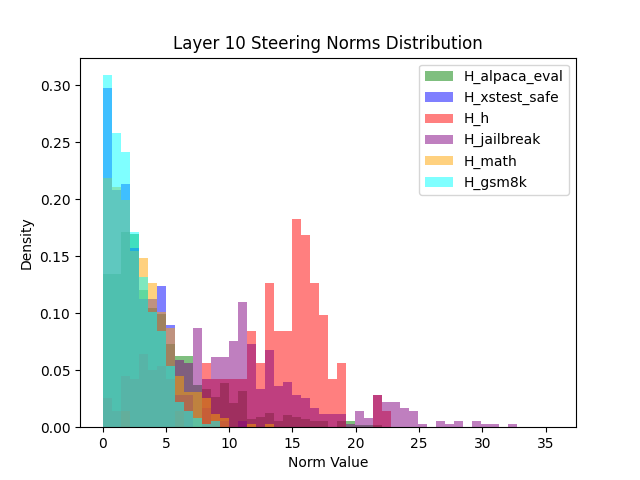 Layer 10 Steering Norms Distribution
H_alpaca_eval
H_xstest_safe
H_h
H_jailbreak
H_math
H_gsm8k
0.30
0.25
0.20
0.15
0.10
0.05
0.00
Density
0 5 10 15 20 25 30 35
Norm Value